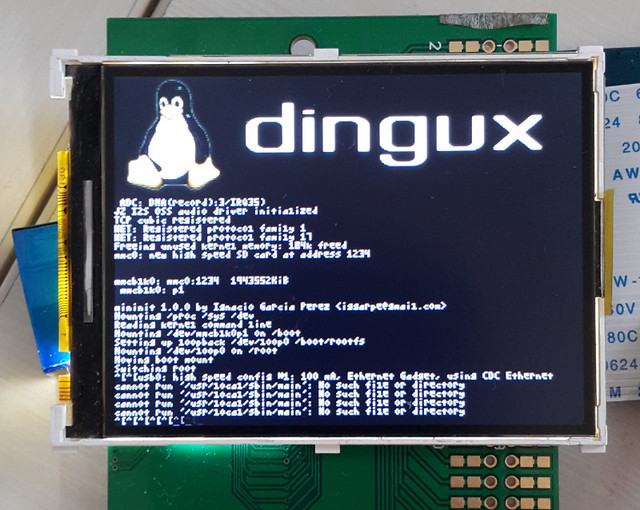 2
dingux
ADC: DMA(record):3/IRQ35)
JZ I2S OSS audio driver initialized
TCP cubic registered
NET: Registered protocol family 1
NET: Registered protocol family 17
Freeing unused kernel memory: 104k freed
mmc0: new high speed SD card at address 1234
mmcblk0: mmc0:1234 1943552KiB
mmcblk0: p1
mininit 1.0.0 by Ignacio Garcia Perez <iggarpe@gmail.com>
Mounting /proc /sys /dev
Reading kernel command line
Mounting /dev/mmcblk0p1 on /boot
Setting up loopback /dev/loop0 /boot/rootfs
Mounting /dev/loop0 on /root
Moving boot mount
Switching root
^[^[usb0: high speed config #1: 100 mA, Ethernet Gadget, using CDC Ethernet
cannot run '/usr/local/sbin/main': No such file or directory
cannot run '/usr/local/sbin/main': No such file or directory
cannot run '/usr/local/sbin/main': No such file or directory
cannot run '/usr/local/sbin/main': No such file or directory
^[^[^[^[^[^[
24
20
AW
80C
0624